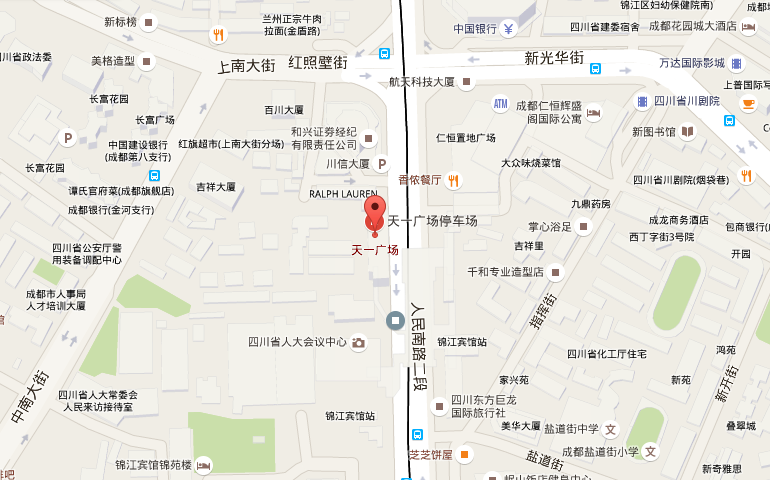 新标榜
兰州正宗牛肉
拉面(金盾路)
锦江区妇幼保健院南)
中国银行
四川省建委宿舍
成都花园城大酒店
川省政法委
美格造型
上南大街
红照壁街
新光华街
万达国际影城
航天科技大厦
上普国际写
长富花园
长富广场
百川大厦
ATM
成都仁恒辉盛
阁国际公寓
四川省川剧院
P
中国建设银行
(成都第八支行)
红旗超市(上南大街分场)
和兴证券经纪
有限责任公司
仁恒置地广场
新图书馆
川信大厦
P
大众味烧菜馆
长富花园
谭氏官府菜(成都旗舰店)
吉祥大厦
RALPH LAUREN
香侬餐厅
四川省川剧院(烟袋巷)
成都银行(金河支行)
九鼎药房
天一广场停车场
掌心浴足
成龙商务酒店
西丁字街3号院
包商银行(
四川省公安厅警
用装备调配中心
天一广场
吉祥里
开园
千和专业造型店
成都市人事局
人才培训大厦
指挥街
人民南路二段
四川省人大会议中心
锦江宾馆站
四川省化工厅住宅
鸿苑
中南大街
四川省人大常委会
人民来访接待室
家兴苑
新苑
新开街
四川东方巨龙
国际旅行社
锦江宾馆站
美华大厦
盐道街中学
叠翠城
芝芝饼屋
盐道街
成都盐道街小学
锦江宾馆锦苑楼
新奇雅思
岷山饭店健身中心